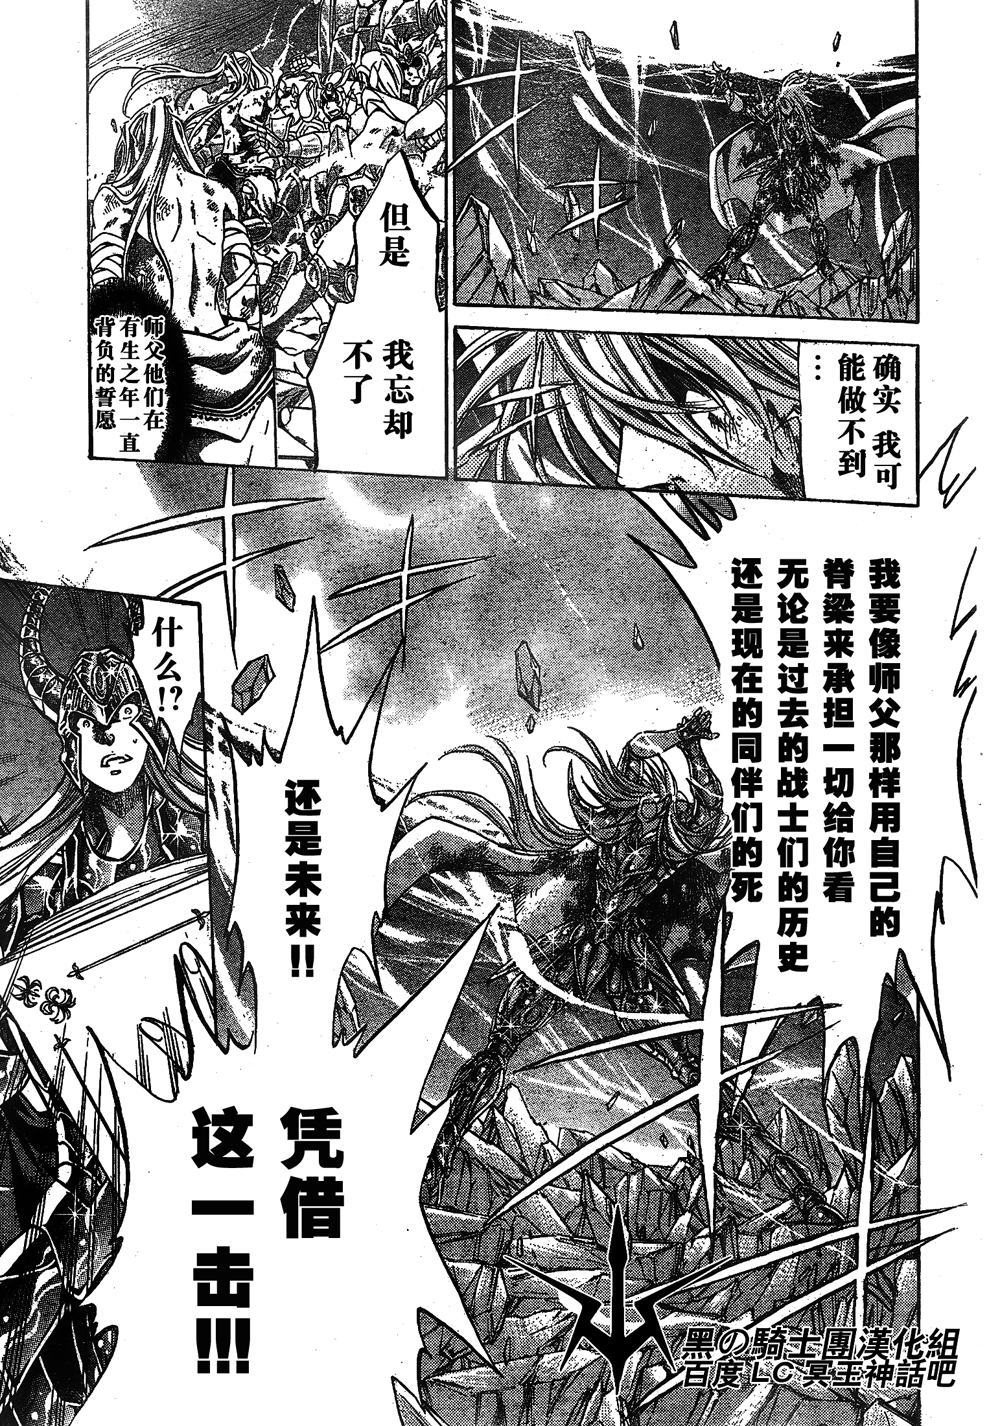 确实 我可
能做不到
…
但是
我忘却
不了
师父他们在
有生之年一直
背负的誓愿
我要像师父那样用自己的
脊梁来承担一切给你看
无论是过去的战士们的历史
还是现在的同伴们的死
还是未来!!
什么!?
凭借
这一击!!!
黑の騎士團漢化組
百度LC冥王神話吧